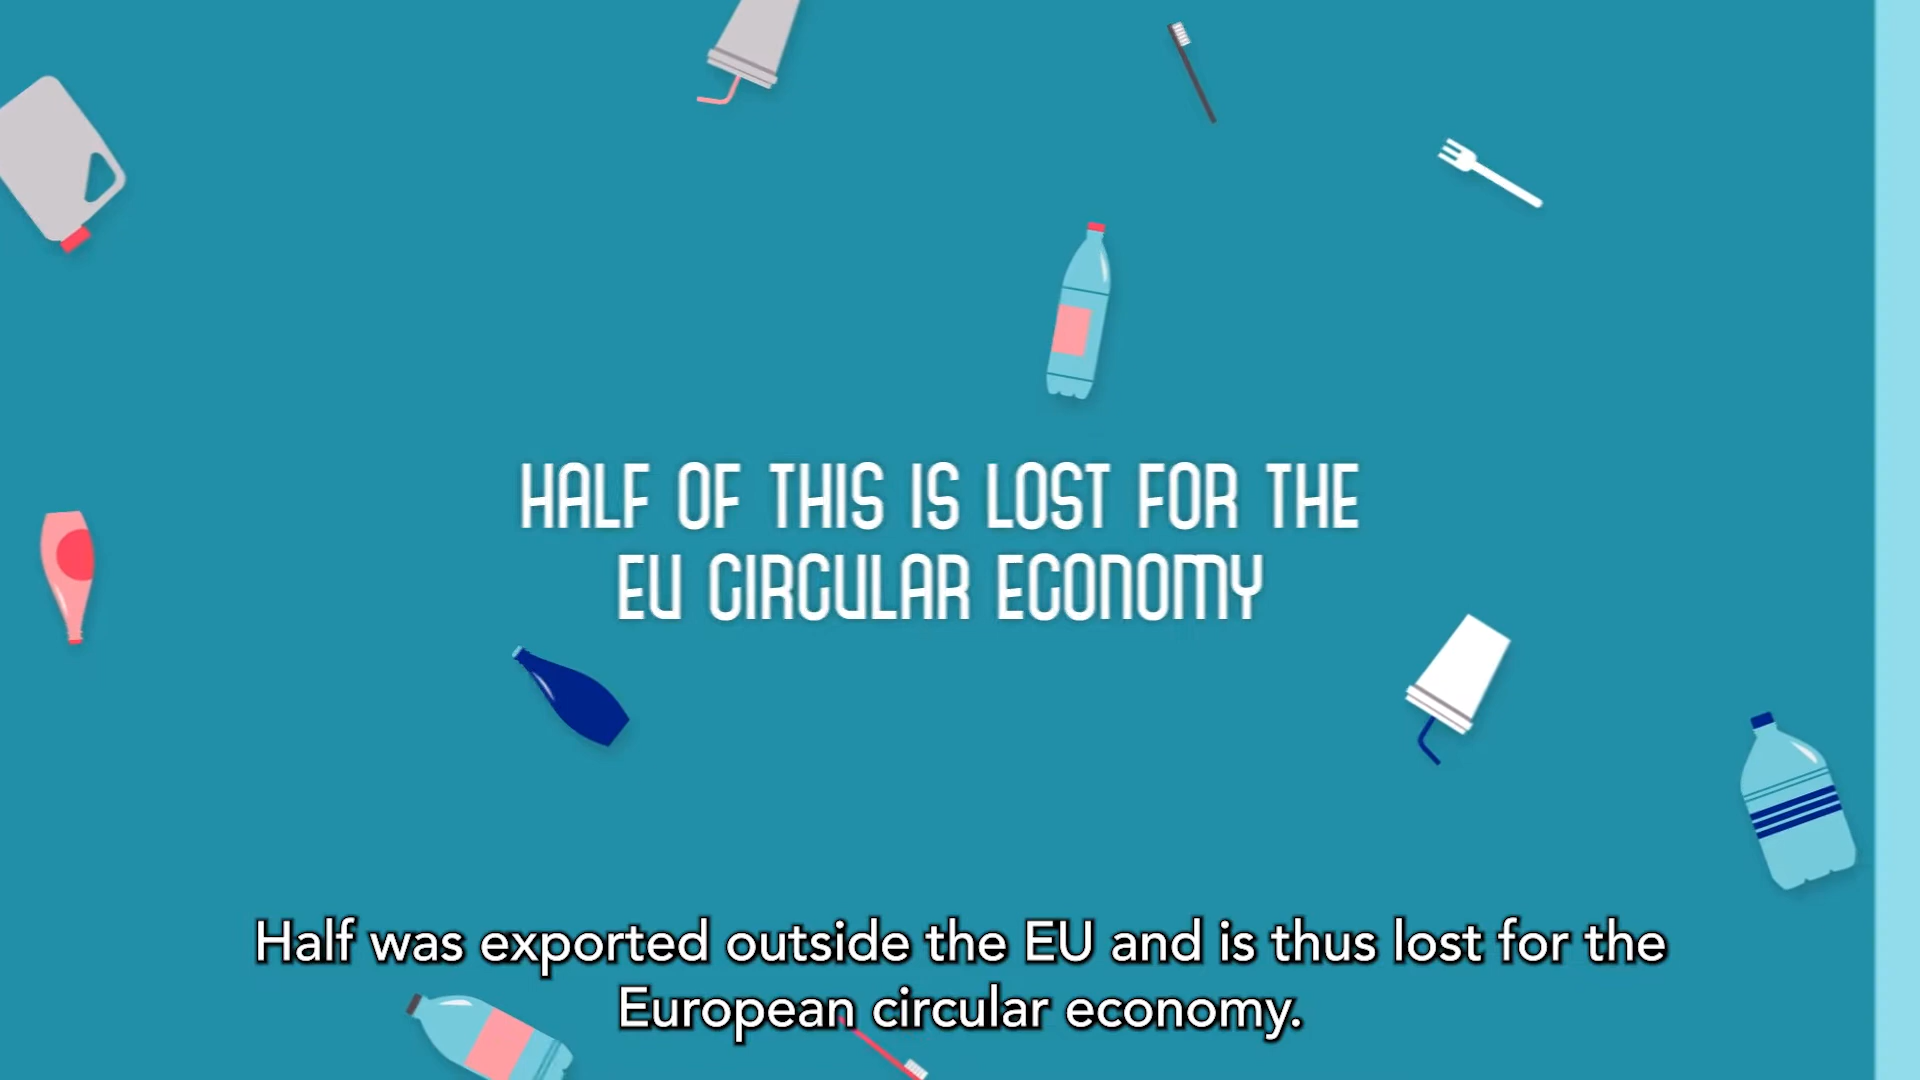 HALF OF THIS IS LOST FOR THE
EU CIRCULAR ECONOMY
Half was exported outside the EU and is thus lost for the
European circular economy.